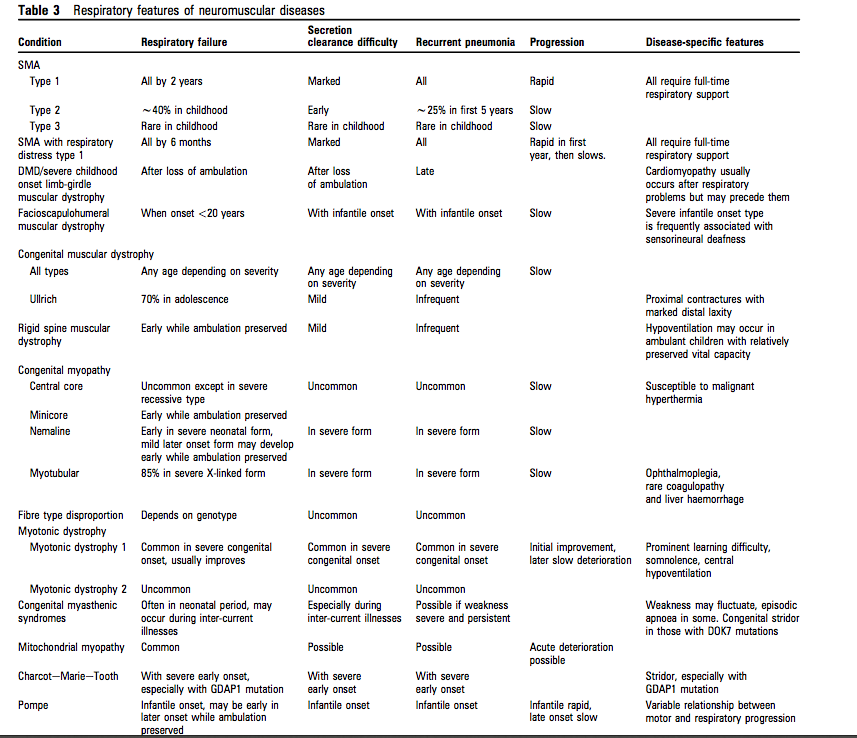 Table 3 Respiratory features of neuromuscular diseases
Condition Respiratory failure Secretion clearance difficulty Recurrent pneumonia Progression Disease-specific features
SMA
Type 1 All by 2 years Marked All Rapid All require full-time respiratory support
Type 2 ~40% in childhood Early ~25% in first 5 years Slow
Type 3 Rare in childhood Rare in childhood Rare in childhood Slow
SMA with respiratory distress type 1 All by 6 months Marked All Rapid in first year, then slows. All require full-time respiratory support
DMD/severe childhood onset limb-girdle muscular dystrophy After loss of ambulation After loss of ambulation Late Cardiomyopathy usually occurs after respiratory problems but may precede them
Facioscapulohumeral muscular dystrophy When onset <20 years With infantile onset With infantile onset Slow Severe infantile onset type is frequently associated with sensorineural deafness
Congenital muscular dystrophy
All types Any age depending on severity Any age depending on severity Any age depending on severity Slow
Ullrich 70% in adolescence Mild Infrequent Proximal contractures with marked distal laxity
Rigid spine muscular dystrophy Early while ambulation preserved Mild Infrequent Hypoventilation may occur in ambulant children with relatively preserved vital capacity
Congenital myopathy
Central core Uncommon except in severe recessive type Uncommon Uncommon Slow Susceptible to malignant hyperthermia
Minicore Early while ambulation preserved
Nemaline Early in severe neonatal form, mild later onset form may develop early while ambulation preserved In severe form In severe form Slow
Myotubular 85% in severe X-linked form In severe form In severe form Slow Ophthalmoplegia, rare coagulopathy and liver haemorrhage
Fibre type disproportion Depends on genotype Uncommon Uncommon
Myotonic dystrophy
Myotonic dystrophy 1 Common in severe congenital onset, usually improves Common in severe congenital onset Common in severe congenital onset Initial improvement, later slow deterioration Prominent learning difficulty, somnolence, central hypoventilation
Myotonic dystrophy 2 Uncommon Uncommon Uncommon
Congenital myasthenic syndromes Often in neonatal period, may occur during inter-current illnesses Especially during inter-current illnesses Possible if weakness severe and persistent Weakness may fluctuate, episodic apnoea in some. Congenital stridor in those with DOK7 mutations
Mitochondrial myopathy Common Possible Possible Acute deterioration possible
Charcot–Marie–Tooth With severe early onset, especially with GDAP1 mutation With severe early onset With severe early onset Stridor, especially with GDAP1 mutation
Pompe Infantile onset, may be early in later onset while ambulation preserved Infantile onset Infantile onset Infantile rapid, late onset slow Variable relationship between motor and respiratory progression